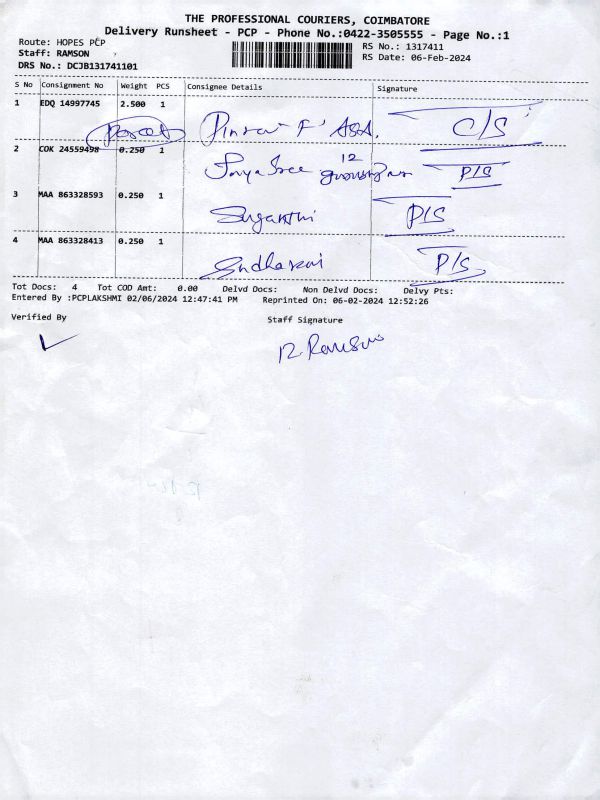 THE PROFESSIONAL COURIERS, COIMBATORE
Delivery Runsheet - PCP - Phone No.:0422-3505555 - Page No.:1
Route: HOPES PCP
RS No.: 1317411
Staff: RAMSON
RS Date: 06-Feb-2024
DRS No.: DCJB131741101
S No Consignment No Weight PCS Consignee Details Signature
1 EDQ 14997745 2.500 1 C/S
2 COK 24559498 0.250 1 12 P/S
3 MAA 863328593 0.250 1 Suganthi P/S
4 MAA 863328413 0.250 1 P/S
Tot Docs: 4 Tot COD Amt: 0.00 Delvd Docs: Non Delvd Docs: Delvy Pts:
Entered By :PCPLAKSHMI 02/06/2024 12:47:41 PM Reprinted On: 06-02-2024 12:52:26
Verified By
Staff Signature
R. Ramson